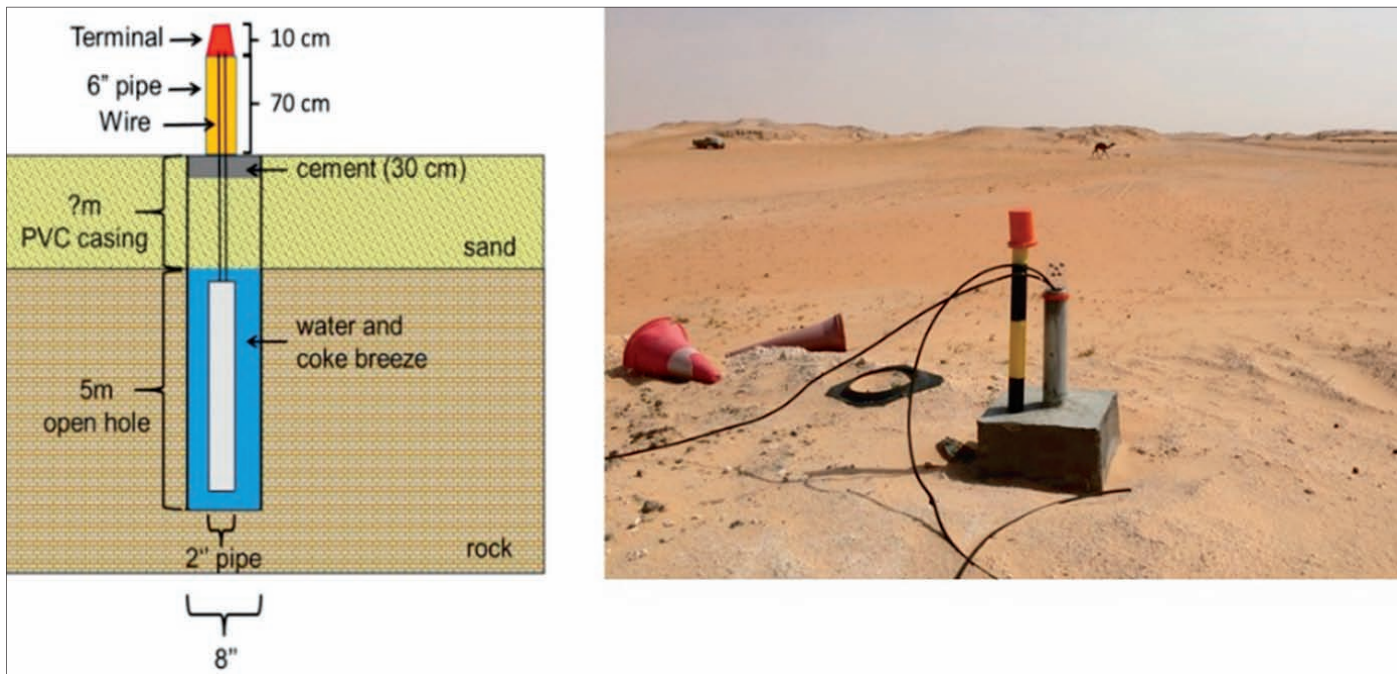 Terminal
10 cm
6” pipe
70 cm
Wire
cement (30 cm)
?m
PVC casing
sand
water and
coke breeze
5m
open hole
2‘’ pipe
rock
8”